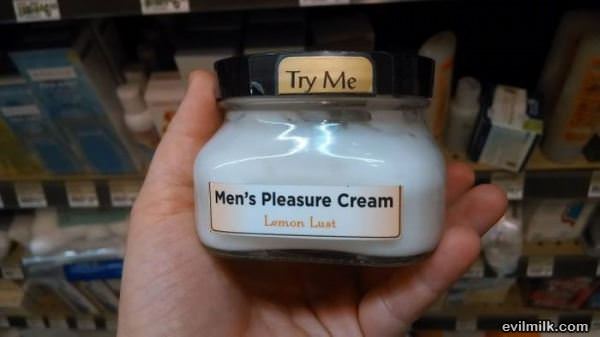 Try Me
Men's Pleasure Cream
Lemon Lust
evilmilk.com